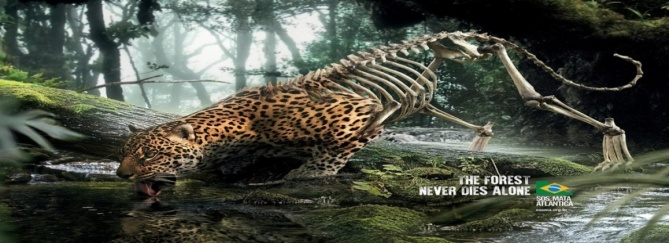 THE FOREST
NEVER DIES ALONE
SOS MATA
ATLÂNTICA